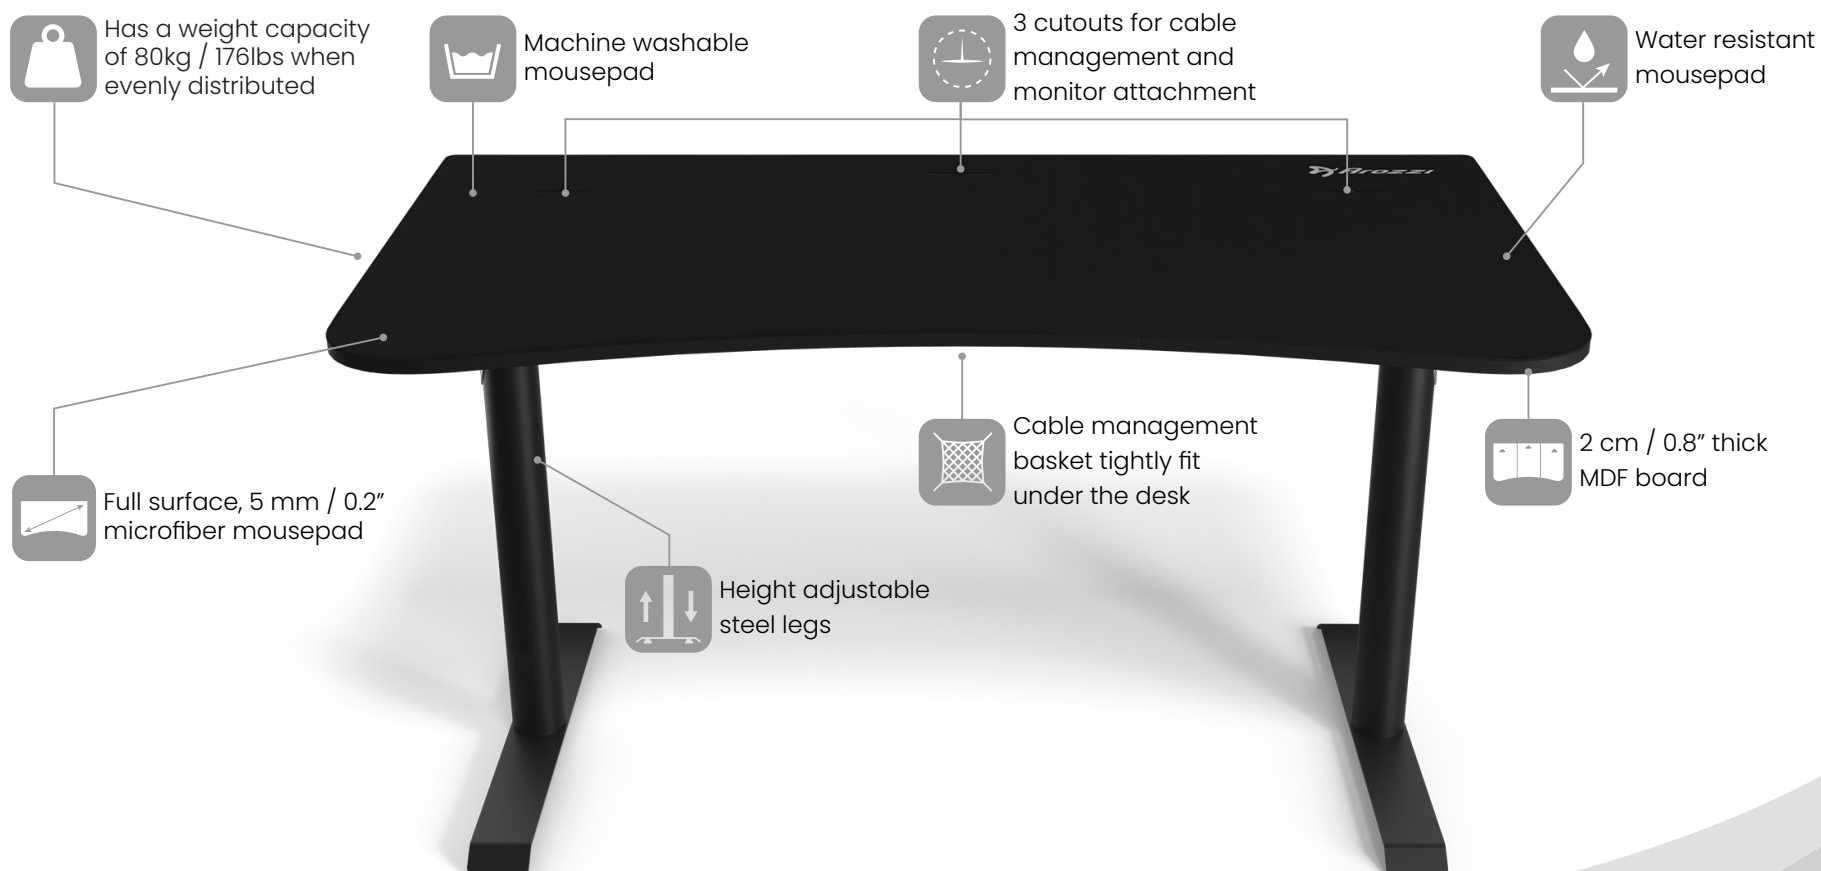 Has a weight capacity
of 80kg / 176lbs when
evenly distributed
Machine washable
mousepad
3 cutouts for cable
management and
monitor attachment
Water resistant
mousepad
Arozzi
Full surface, 5 mm / 0.2”
microfiber mousepad
Height adjustable
steel legs
Cable management
basket tightly fit
under the desk
2 cm / 0.8” thick
MDF board